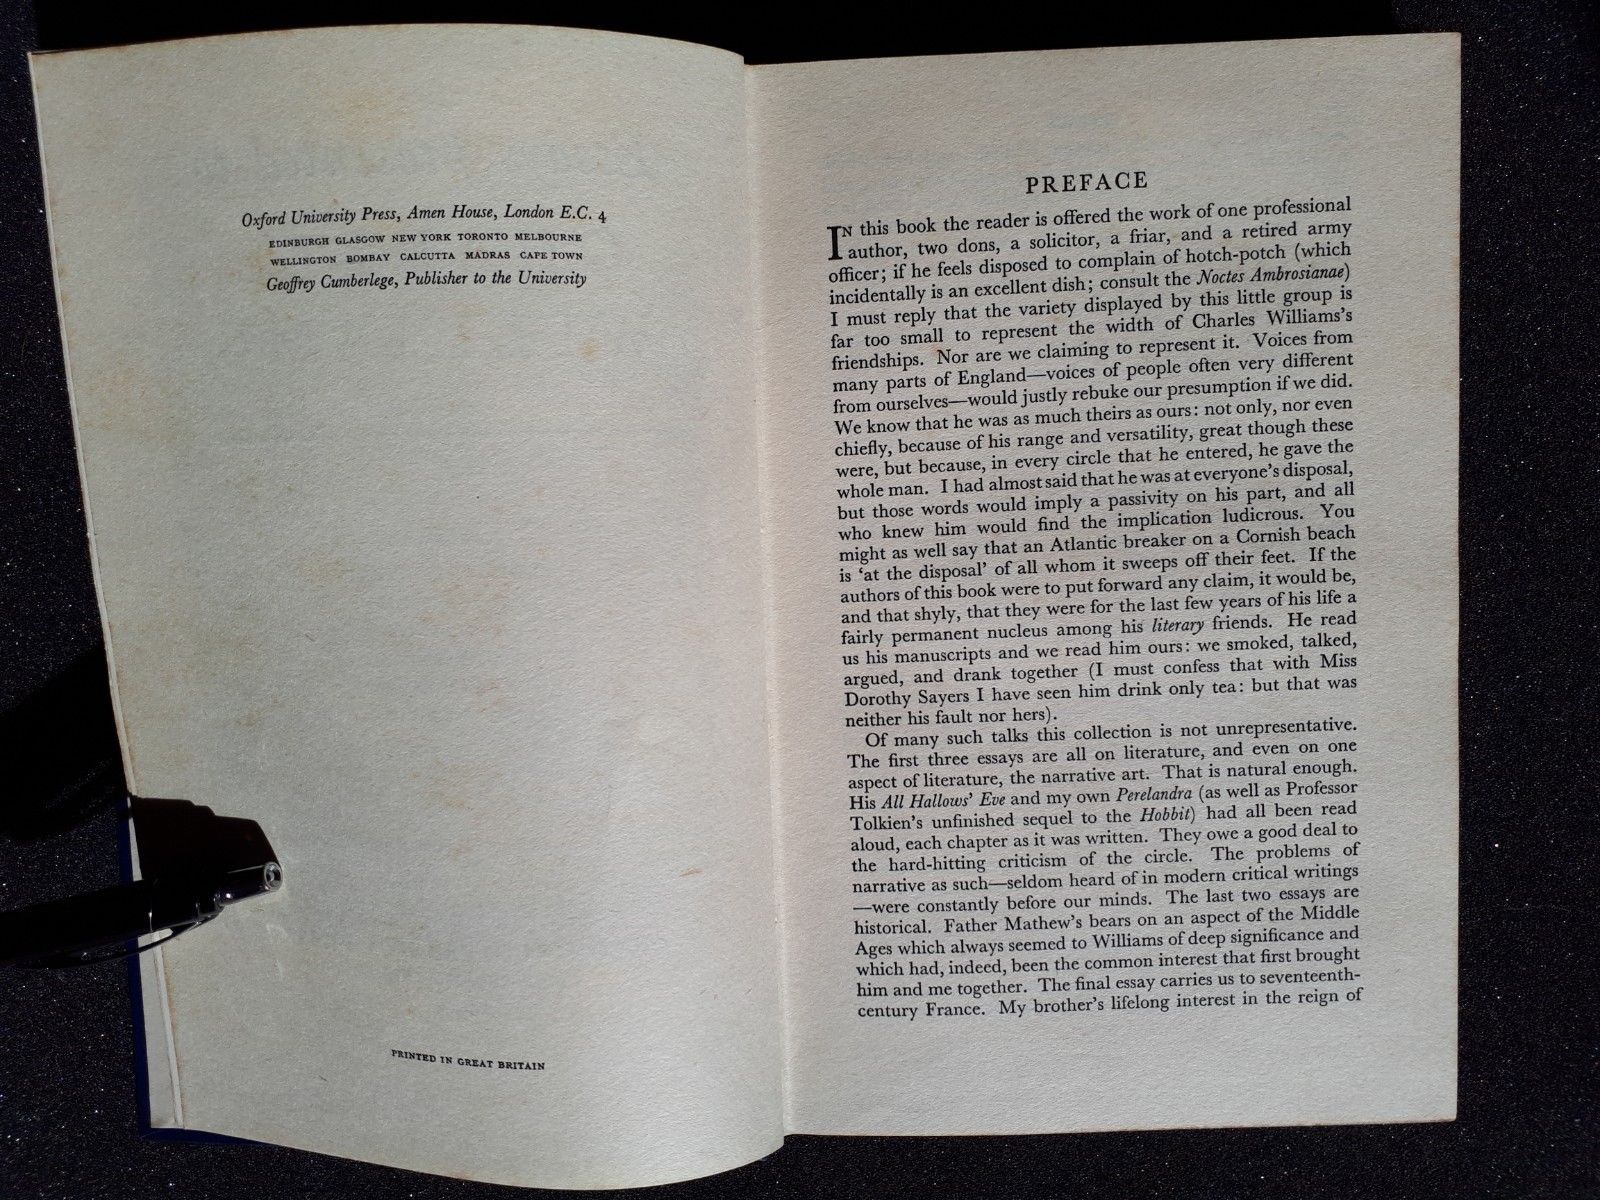 Oxford University Press, Amen House, London E.C. 4
EDINBURGH GLASGOW NEW YORK TORONTO MELBOURNE
WELLINGTON BOMBAY CALCUTTA MADRAS CAPE TOWN
Geoffrey Cumberlege, Publisher to the University
PRINTED IN GREAT BRITAIN
PREFACE
IN this book the reader is offered the work of one professional
author, two dons, a solicitor, a friar, and a retired army
officer; if he feels disposed to complain of hotch-potch (which
incidentally is an excellent dish; consult the Noctes Ambrosianae)
I must reply that the variety displayed by this little group is
far too small to represent the width of Charles Williams's
friendships. Nor are we claiming to represent it. Voices from
many parts of England—voices of people often very different
from ourselves—would justly rebuke our presumption if we did.
We know that he was as much theirs as ours: not only, nor even
chiefly, because of his range and versatility, great though these
were, but because, in every circle that he entered, he gave the
whole man. I had almost said that he was at everyone's disposal,
but those words would imply a passivity on his part, and all
who knew him would find the implication ludicrous. You
might as well say that an Atlantic breaker on a Cornish beach
is 'at the disposal' of all whom it sweeps off their feet. If the
authors of this book were to put forward any claim, it would be,
and that shyly, that they were for the last few years of his life a
fairly permanent nucleus among his literary friends. He read
us his manuscripts and we read him ours: we smoked, talked,
argued, and drank together (I must confess that with Miss
Dorothy Sayers I have seen him drink only tea: but that was
neither his fault nor hers).
Of many such talks this collection is not unrepresentative.
The first three essays are all on literature, and even on one
aspect of literature, the narrative art. That is natural enough.
His All Hallows' Eve and my own Perelandra (as well as Professor
Tolkien's unfinished sequel to the Hobbit) had all been read
aloud, each chapter as it was written. They owe a good deal to
the hard-hitting criticism of the circle. The problems of
narrative as such—seldom heard of in modern critical writings
—were constantly before our minds. The last two essays are
historical. Father Mathew's bears on an aspect of the Middle
Ages which always seemed to Williams of deep significance and
which had, indeed, been the common interest that first brought
him and me together. The final essay carries us to seventeenth-
century France. My brother's lifelong interest in the reign of